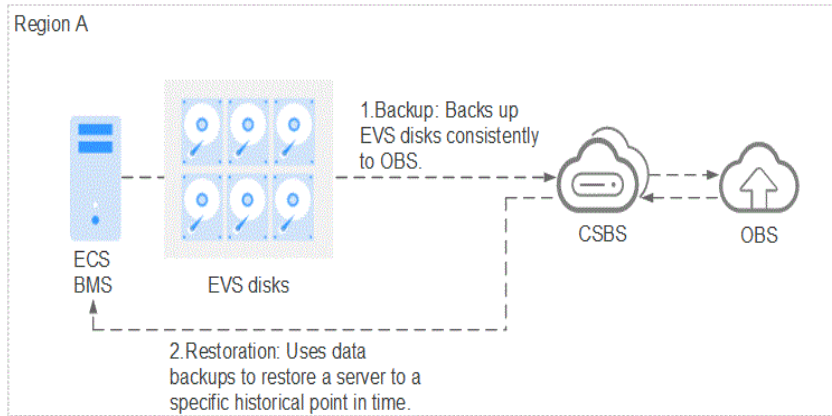 Region A
1.Backup: Backs up
EVS disks consistently
to OBS.
CSBS
OBS
ECS
BMS
EVS disks
2.Restoration: Uses data
backups to restore a server to a
specific historical point in time.